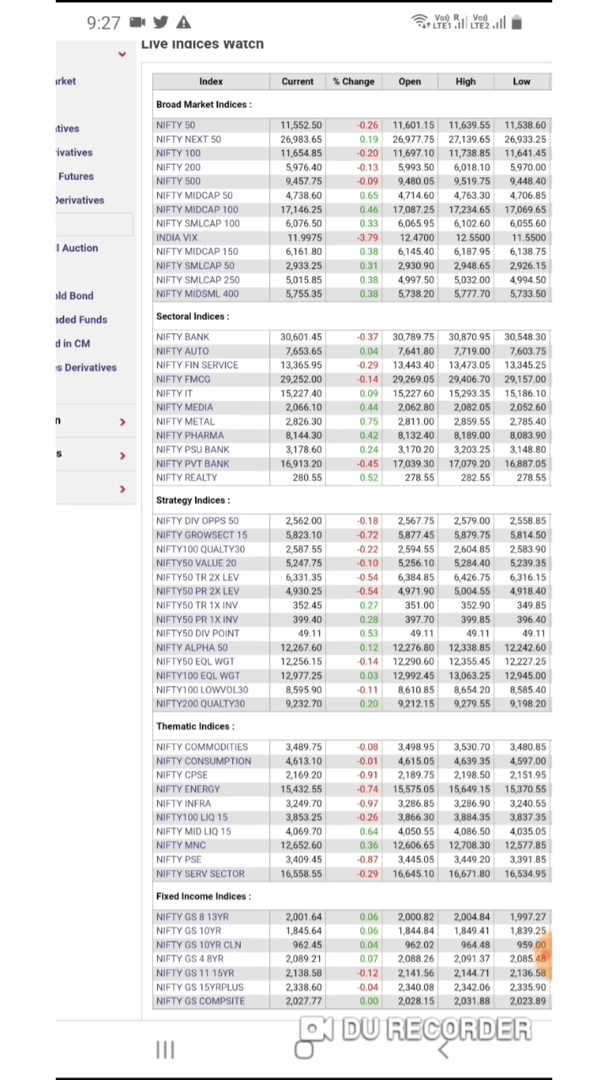 9:27 Vo) R LTE1 Vo)) LTE2
Live Indices Watch
arket
atives
ivatives
Futures
Derivatives
l Auction
old Bond
aded Funds
d in CM
s Derivatives
n
s
Index Current % Change Open High Low
Broad Market Indices :
NIFTY 50 11,552.50 -0.26 11,601.15 11,639.55 11,538.60
NIFTY NEXT 50 26,983.65 0.19 26,977.75 27,139.65 26,933.25
NIFTY 100 11,654.85 -0.20 11,697.10 11,738.85 11,641.45
NIFTY 200 5,976.40 -0.13 5,993.50 6,018.10 5,970.00
NIFTY 500 9,457.75 -0.09 9,480.05 9,519.75 9,448.40
NIFTY MIDCAP 50 4,738.60 0.65 4,714.60 4,763.30 4,706.85
NIFTY MIDCAP 100 17,146.25 0.46 17,087.25 17,234.65 17,069.65
NIFTY SMLCAP 100 6,076.50 0.33 6,065.95 6,102.60 6,055.60
INDIA VIX 11.9975 -3.79 12.4700 12.5500 11.5500
NIFTY MIDCAP 150 6,161.80 0.38 6,145.40 6,187.95 6,138.75
NIFTY SMLCAP 50 2,933.25 0.31 2,930.90 2,948.65 2,926.15
NIFTY SMLCAP 250 5,015.85 0.38 4,997.50 5,032.00 4,994.50
NIFTY MIDSML 400 5,755.35 0.38 5,738.20 5,777.70 5,733.50
Sectoral Indices :
NIFTY BANK 30,601.45 -0.37 30,789.75 30,870.95 30,548.30
NIFTY AUTO 7,653.65 0.04 7,641.80 7,719.00 7,603.75
NIFTY FIN SERVICE 13,365.95 -0.29 13,443.40 13,473.05 13,345.25
NIFTY FMCG 29,252.00 -0.14 29,269.05 29,406.70 29,157.00
NIFTY IT 15,227.40 0.09 15,227.60 15,293.35 15,186.10
NIFTY MEDIA 2,066.10 0.44 2,062.80 2,082.05 2,052.60
NIFTY METAL 2,826.30 0.75 2,811.00 2,859.55 2,785.40
NIFTY PHARMA 8,144.30 0.42 8,132.40 8,189.00 8,083.90
NIFTY PSU BANK 3,178.60 0.24 3,170.20 3,203.25 3,148.80
NIFTY PVT BANK 16,913.20 -0.45 17,039.30 17,079.20 16,887.05
NIFTY REALTY 280.55 0.52 278.55 282.55 278.55
Strategy Indices :
NIFTY DIV OPPS 50 2,562.00 -0.18 2,567.75 2,579.00 2,558.85
NIFTY GROWSECT 15 5,823.10 -0.72 5,877.45 5,879.75 5,814.50
NIFTY100 QUALTY30 2,587.55 -0.22 2,594.55 2,604.85 2,583.90
NIFTY50 VALUE 20 5,247.75 -0.10 5,256.10 5,284.40 5,239.35
NIFTY50 TR 2X LEV 6,331.35 -0.54 6,384.85 6,426.75 6,316.15
NIFTY50 PR 2X LEV 4,930.25 -0.54 4,971.90 5,004.55 4,918.40
NIFTY50 TR 1X INV 352.45 0.27 351.00 352.90 349.85
NIFTY50 PR 1X INV 399.40 0.28 397.70 399.85 396.40
NIFTY50 DIV POINT 49.11 0.53 49.11 49.11 49.11
NIFTY ALPHA 50 12,267.60 0.12 12,276.80 12,338.85 12,242.60
NIFTY50 EQL WGT 12,256.15 -0.14 12,290.60 12,355.45 12,227.25
NIFTY100 EQL WGT 12,977.25 0.03 12,992.45 13,063.25 12,945.00
NIFTY100 LOWVOL30 8,595.90 -0.11 8,610.85 8,654.20 8,585.40
NIFTY200 QUALTY30 9,232.70 0.20 9,212.15 9,279.55 9,198.20
Thematic Indices :
NIFTY COMMODITIES 3,489.75 -0.08 3,498.95 3,530.70 3,480.85
NIFTY CONSUMPTION 4,613.10 -0.01 4,615.05 4,639.35 4,597.00
NIFTY CPSE 2,169.20 -0.91 2,189.75 2,198.50 2,151.95
NIFTY ENERGY 15,432.55 -0.74 15,575.05 15,649.15 15,370.55
NIFTY INFRA 3,249.70 -0.97 3,286.85 3,286.90 3,240.55
NIFTY100 LIQ 15 3,853.25 -0.26 3,866.30 3,884.35 3,837.35
NIFTY MID LIQ 15 4,069.70 0.64 4,050.55 4,086.50 4,035.05
NIFTY MNC 12,652.60 0.36 12,606.65 12,708.30 12,577.85
NIFTY PSE 3,409.45 -0.87 3,445.05 3,449.20 3,391.85
NIFTY SERV SECTOR 16,558.55 -0.29 16,645.10 16,671.80 16,534.95
Fixed Income Indices :
NIFTY GS 8 13YR 2,001.64 0.06 2,000.82 2,004.84 1,997.27
NIFTY GS 10YR 1,845.64 0.06 1,844.84 1,849.41 1,839.25
NIFTY GS 10YR CLN 962.45 0.04 962.02 964.48 959.00
NIFTY GS 4 8YR 2,089.21 0.07 2,088.26 2,091.37 2,085.48
NIFTY GS 11 15YR 2,138.58 -0.12 2,141.56 2,144.71 2,136.58
NIFTY GS 15YRPLUS 2,338.60 -0.04 2,340.08 2,342.06 2,335.90
NIFTY GS COMPSITE 2,027.77 0.00 2,028.15 2,031.88 2,023.89
DU RECORDER